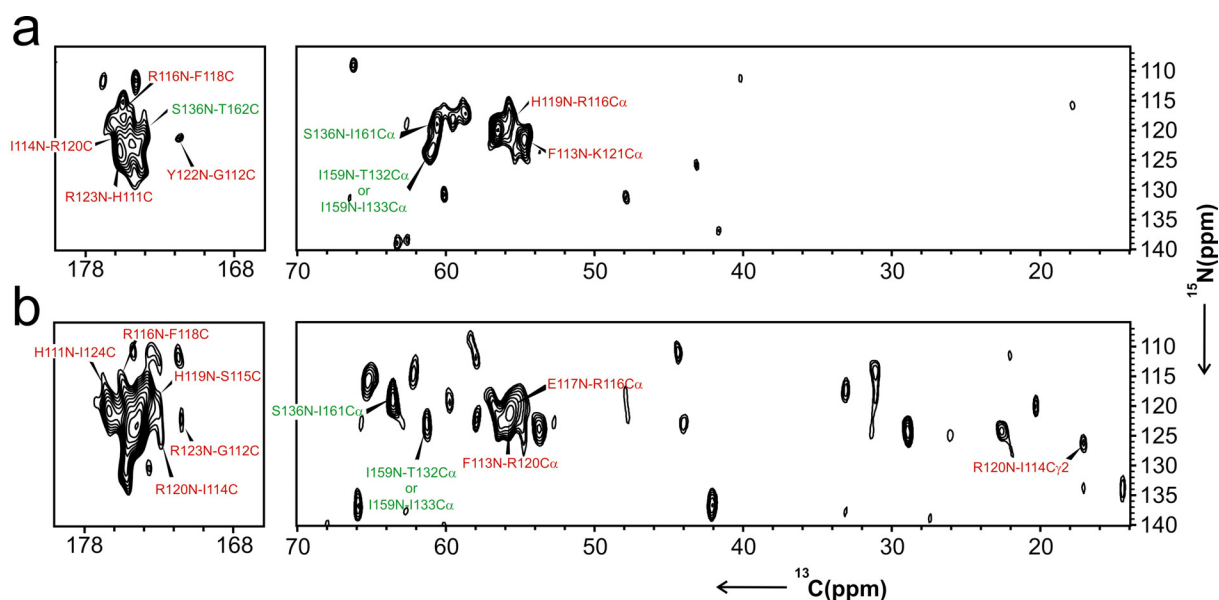 a
R116N-F118C
S136N-T162C
I114N-R120C
Y122N-G112C
R123N-H111C
178
168
H119N-R116Cα
S136N-I161Cα
F113N-K121Cα
I159N-T132Cα
or
I159N-I133Cα
70
60
50
40
30
20
110
115
120
125
130
135
140
15N(ppm)
b
R116N-F118C
H111N-I124C
H119N-S115C
R123N-G112C
R120N-I114C
178
168
E117N-R116Cα
S136N-I161Cα
F113N-R120Cα
I159N-T132Cα
or
I159N-I133Cα
R120N-I114Cγ2
70
60
50
40
30
20
110
115
120
125
130
135
140
13C(ppm)